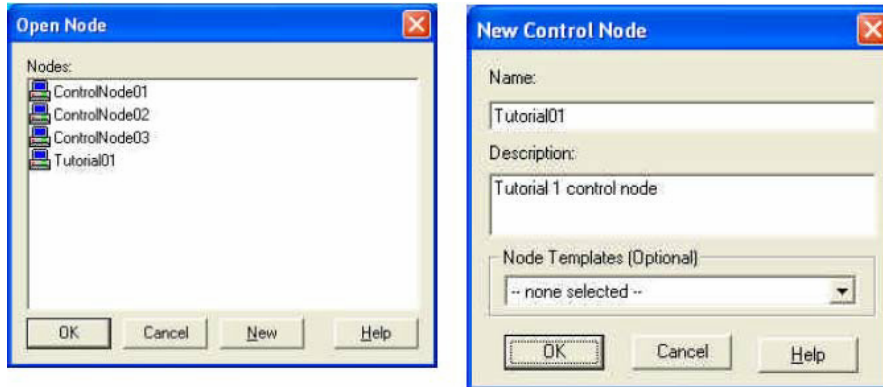 Open Node
Nodes:
ControlNode01
ControlNode02
ControlNode03
Tutorial01
OK
Cancel
New
Help
New Control Node
Name:
Tutorial01
Description:
Tutorial 1 control node
Node Templates (Optional)
-- none selected --
OK
Cancel
Help